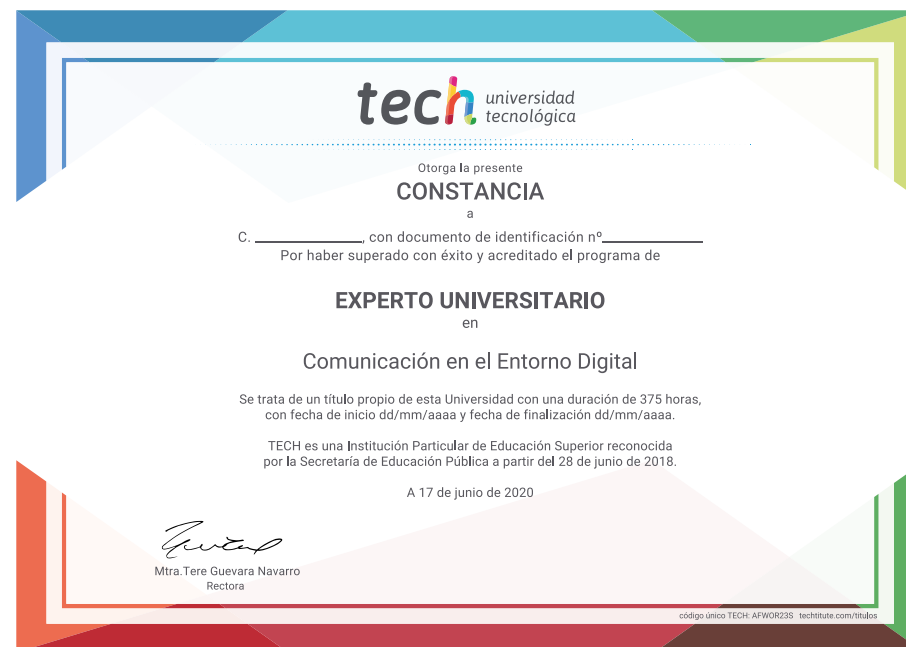 tech universidad
tecnológica
Otorga la presente
CONSTANCIA
a
C. ______________, con documento de identificación nº______________
Por haber superado con éxito y acreditado el programa de
EXPERTO UNIVERSITARIO
en
Comunicación en el Entorno Digital
Se trata de un título propio de esta Universidad con una duración de 375 horas,
con fecha de inicio dd/mm/aaaa y fecha de finalización dd/mm/aaaa.
TECH es una Institución Particular de Educación Superior reconocida
por la Secretaría de Educación Pública a partir del 28 de junio de 2018.
A 17 de junio de 2020
Mtra.Tere Guevara Navarro
Rectora
código único TECH: AFWOR23S techtitute.com/titulos